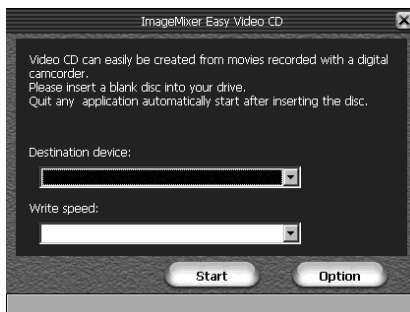 ImageMixer Easy Video CD
Video CD can easily be created from movies recorded with a digital
camcorder.
Please insert a blank disc into your drive.
Quit any application automatically start after inserting the disc.
Destination device:
Write speed:
Start
Option